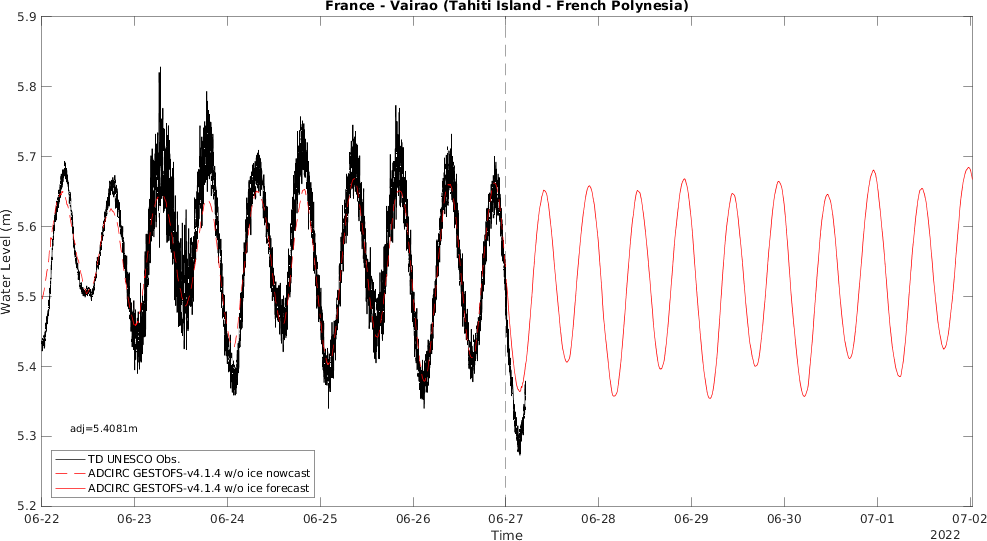 France - Vairao (Tahiti Island - French Polynesia)
5.9
5.8
5.7
5.6
5.5
5.4
5.3
5.2
Water Level (m)
adj=5.4081m
TD UNESCO Obs.
ADCIRC GESTOFS-v4.1.4 w/o ice nowcast
ADCIRC GESTOFS-v4.1.4 w/o ice forecast
06-22 06-23 06-24 06-25 06-26 06-27 06-28 06-29 06-30 07-01 07-02
Time
2022